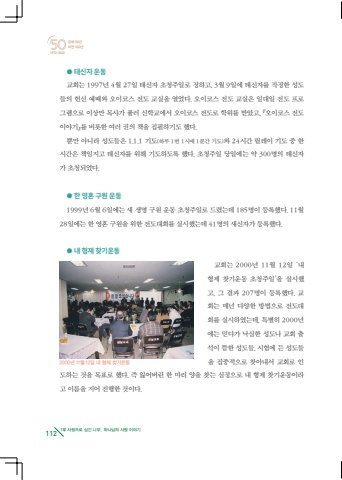 50
● 태신자 운동
교회는 1997년 4월 27일 태신자 초청주일로 정하고, 3월 9일에 태신자를 작정한 성도
들의 헌신 예배와 오이코스 전도 교실을 열었다. 오이코스 전도 교실은 일대일 전도 프로
그램으로 이상만 목사가 풀러 신학교에서 오이코스 전도로 학위를 받았고, 『오이코스 전도
이야기』를 비롯한 여러 권의 책을 집필하기도 했다.
뿐만 아니라 성도들은 1.1.1 기도(하루 1번 1시에 1분간 기도)와 24시간 릴레이 기도 중 한
시간은 책임지고 태신자를 위해 기도하도록 했다. 초청주일 당일에는 약 300명의 태신자
가 초청되었다.
● 한 영혼 구원 운동
1999년 6월 6일에는 새 생명 구원 운동 초청주일로 드렸는데 185명이 등록했다. 11월
28일에는 한 영혼 구원을 위한 전도대회를 실시했는데 41명의 새신자가 등록했다.
● 내 형제 찾기운동
교회는 2000년 11월 12일 '내
형제 찾기운동 초청주일'을 실시했
고, 그 결과 207명이 등록했다. 교
회는 매년 다양한 방법으로 전도대
회를 실시하였는데, 특별히 2000년
에는 믿다가 낙심한 성도나 교회 출
석이 뜸한 성도들, 시험에 든 성도들
2000년 11월 12일 내 형제 찾기운동
을 집중적으로 찾아내서 교회로 인
도하는 것을 목표로 했다. 즉 잃어버린 한 마리 양을 찾는 심정으로 내 형제 찾기운동이라
고 이름을 지어 진행한 것이다.
112
1부 사랑으로 심긴 나무, 하나님의 사랑 이야기